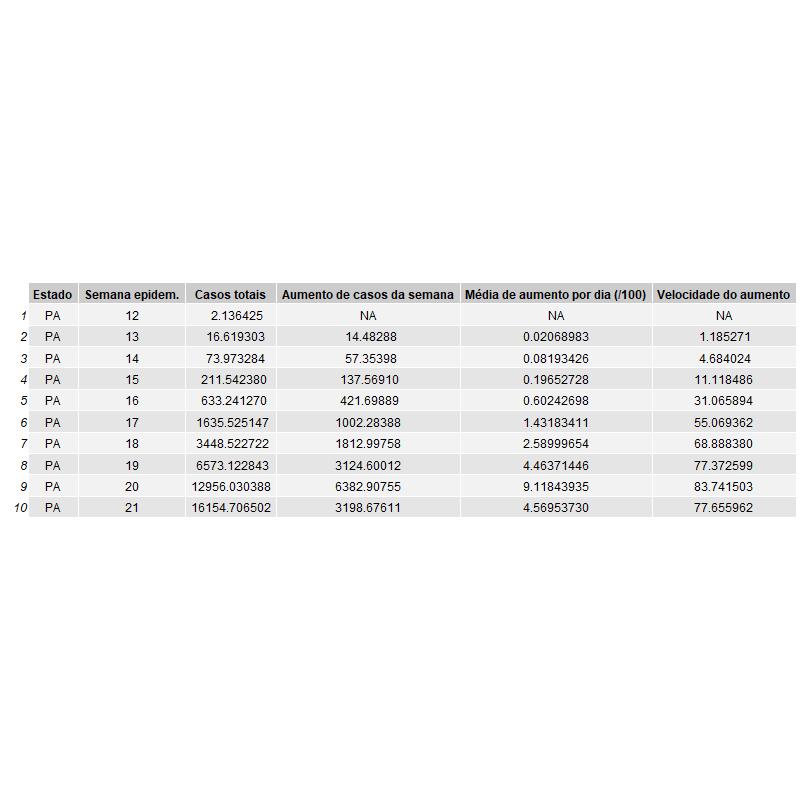 Estado Semana epidem. Casos totais Aumento de casos da semana Média de aumento por dia (/100) Velocidade do aumento
1 PA 12 2.136425 NA NA NA
2 PA 13 16.619303 14.48288 0.02068983 1.185271
3 PA 14 73.973284 57.35398 0.08193426 4.684024
4 PA 15 211.542380 137.56910 0.19652728 11.118486
5 PA 16 633.241270 421.69889 0.60242698 31.065894
6 PA 17 1635.525147 1002.28388 1.43183411 55.069362
7 PA 18 3448.522722 1812.99758 2.58999654 68.888380
8 PA 19 6573.122843 3124.60012 4.46371446 77.372599
9 PA 20 12956.030388 6382.90755 9.11843935 83.741503
10 PA 21 16154.706502 3198.67611 4.56953730 77.655962